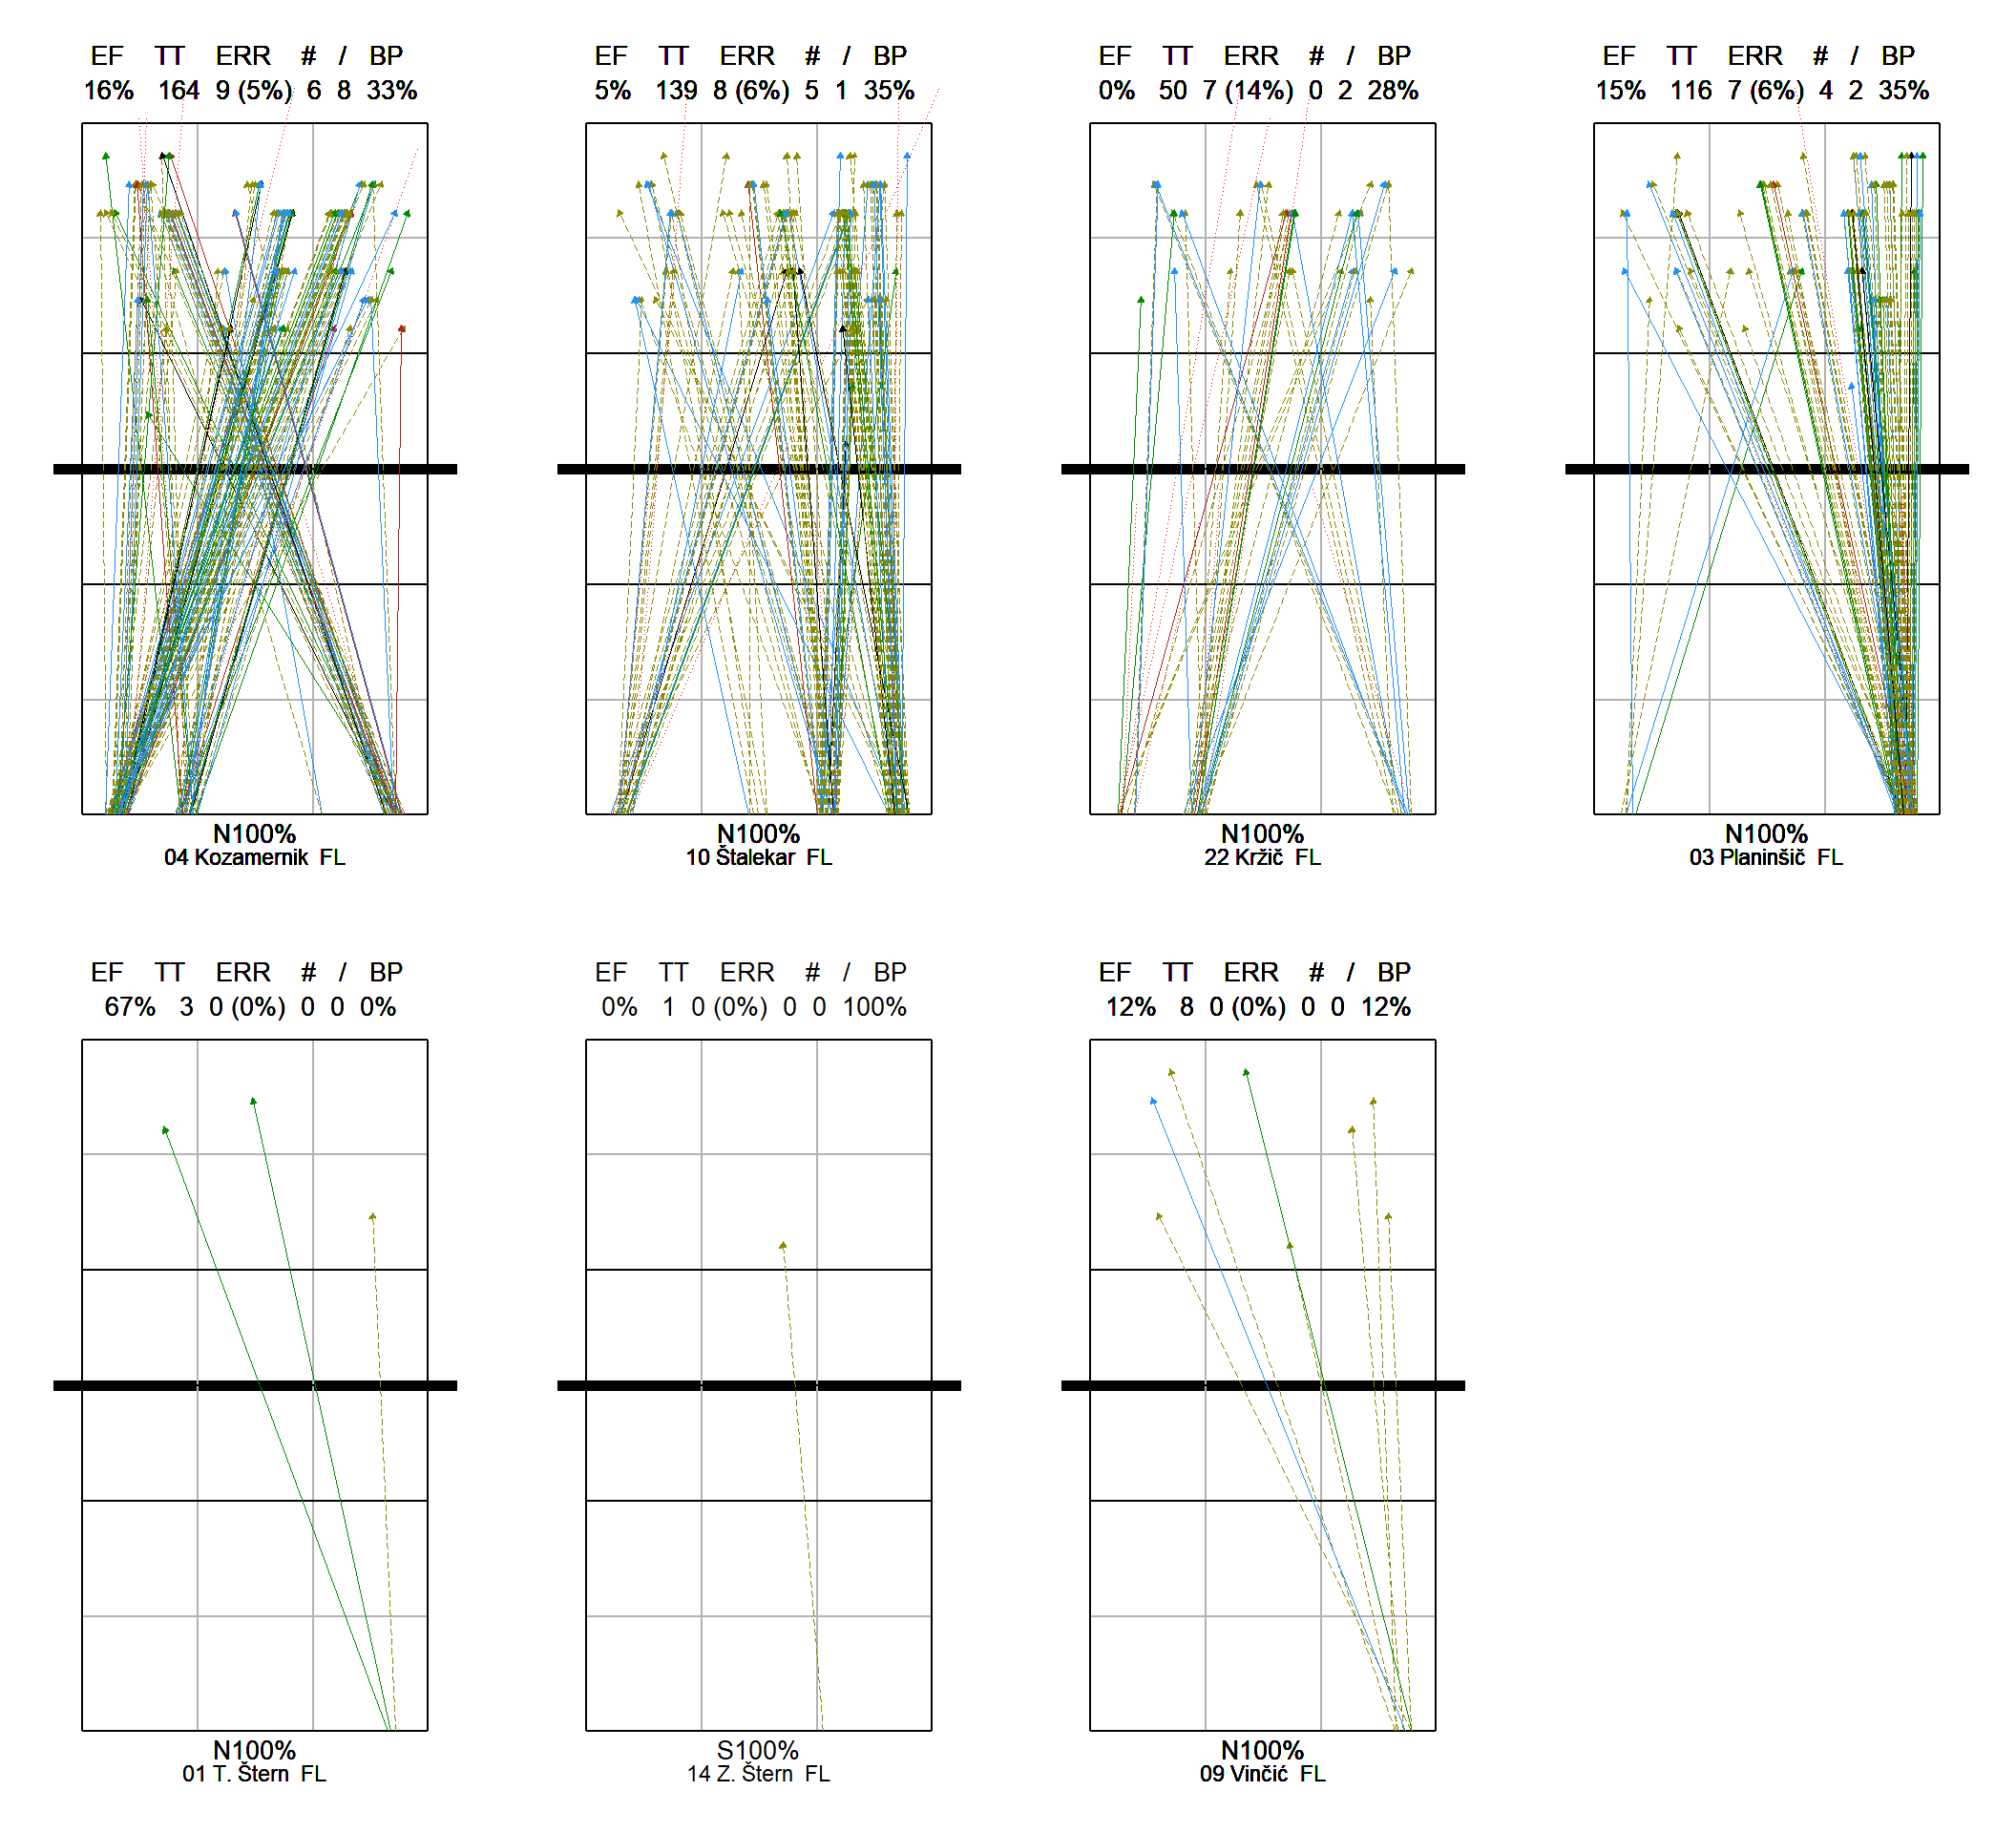 EF TT ERR # / BP
16% 164 9 (5%) 6 8 33%
N100%
04 Kozamernik FL
EF TT ERR # / BP
5% 139 8 (6%) 5 1 35%
N100%
10 Štalekar FL
EF TT ERR # / BP
0% 50 7 (14%) 0 2 28%
N100%
22 Kržič FL
EF TT ERR # / BP
15% 116 7 (6%) 4 2 35%
N100%
03 Planinšič FL
EF TT ERR # / BP
67% 3 0 (0%) 0 0 0%
N100%
01 T. Štern FL
EF TT ERR # / BP
0% 1 0 (0%) 0 0 100%
S100%
14 Z. Štern FL
EF TT ERR # / BP
12% 8 0 (0%) 0 0 12%
N100%
09 Vinčić FL